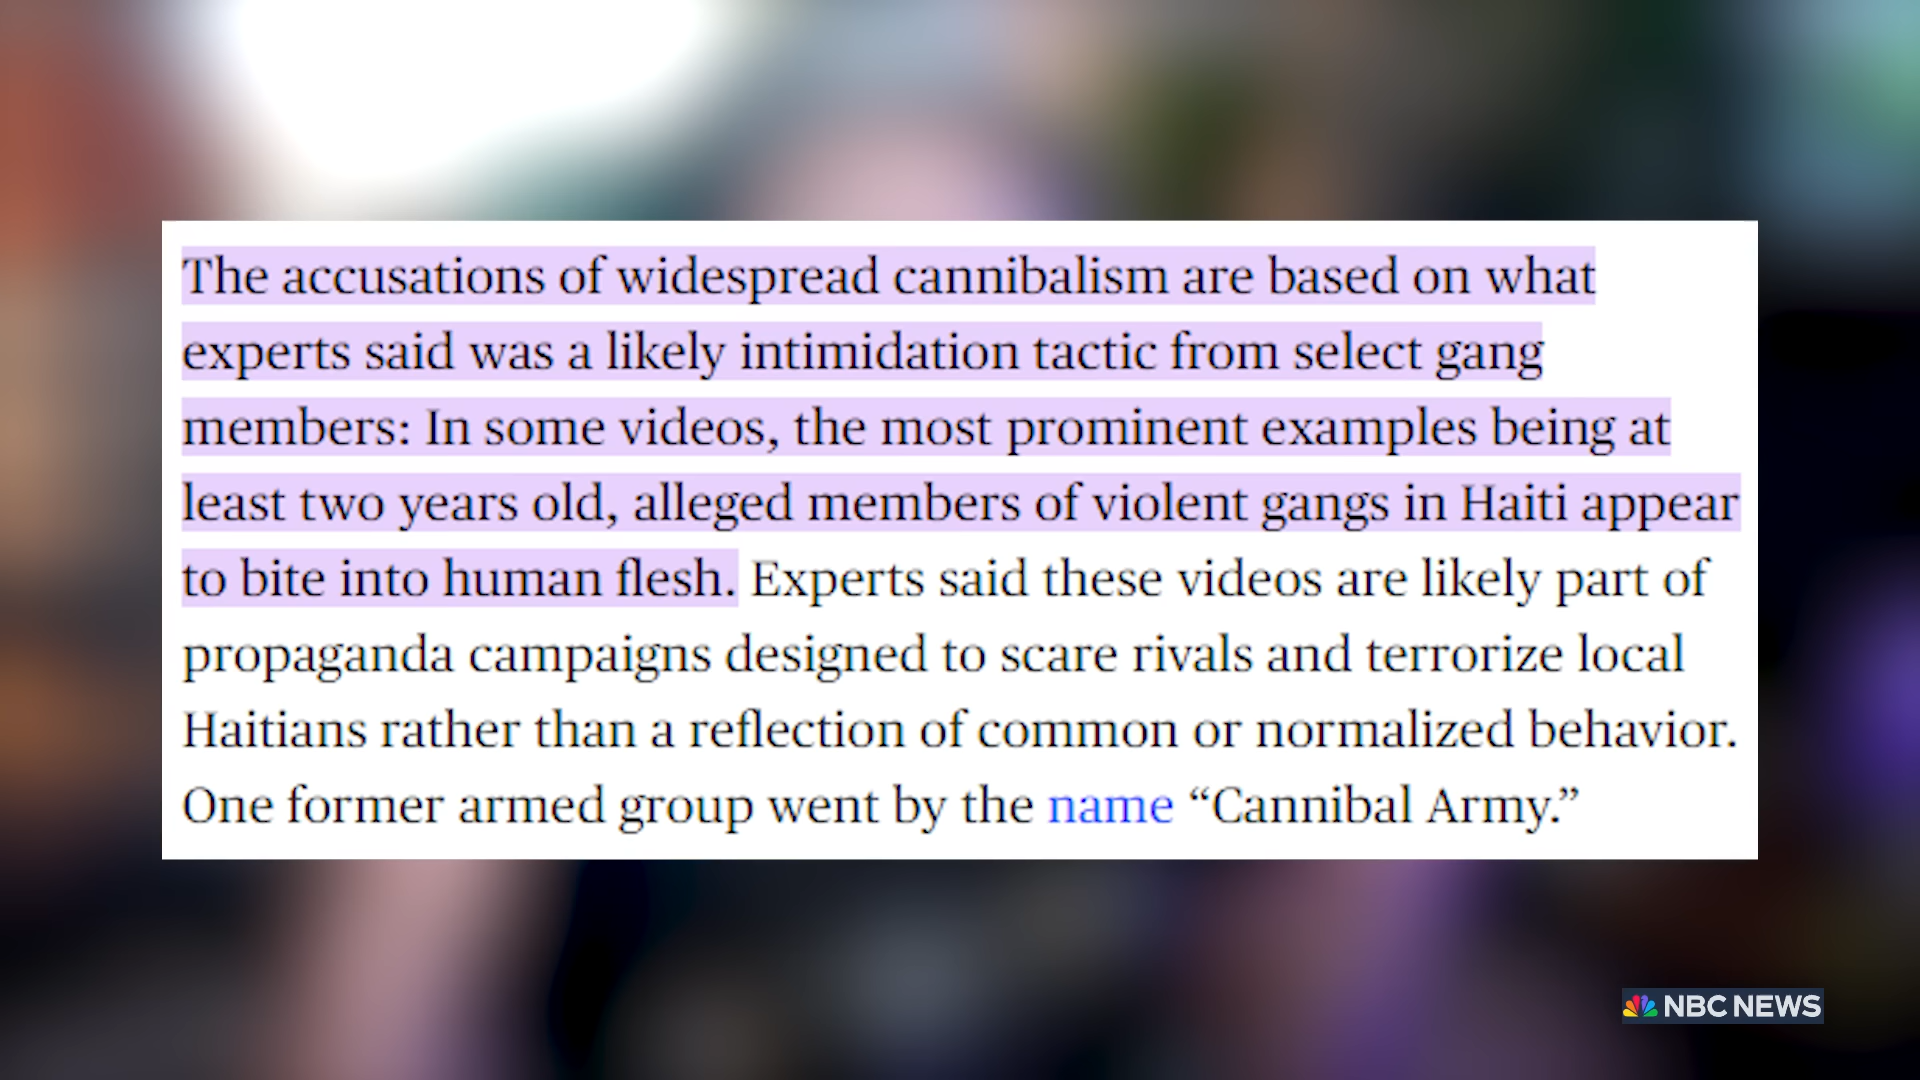 The accusations of widespread cannibalism are based on what
experts said was a likely intimidation tactic from select gang
members: In some videos, the most prominent examples being at
least two years old, alleged members of violent gangs in Haiti appear
to bite into human flesh. Experts said these videos are likely part of
propaganda campaigns designed to scare rivals and terrorize local
Haitians rather than a reflection of common or normalized behavior.
One former armed group went by the name “Cannibal Army.”
NBC NEWS